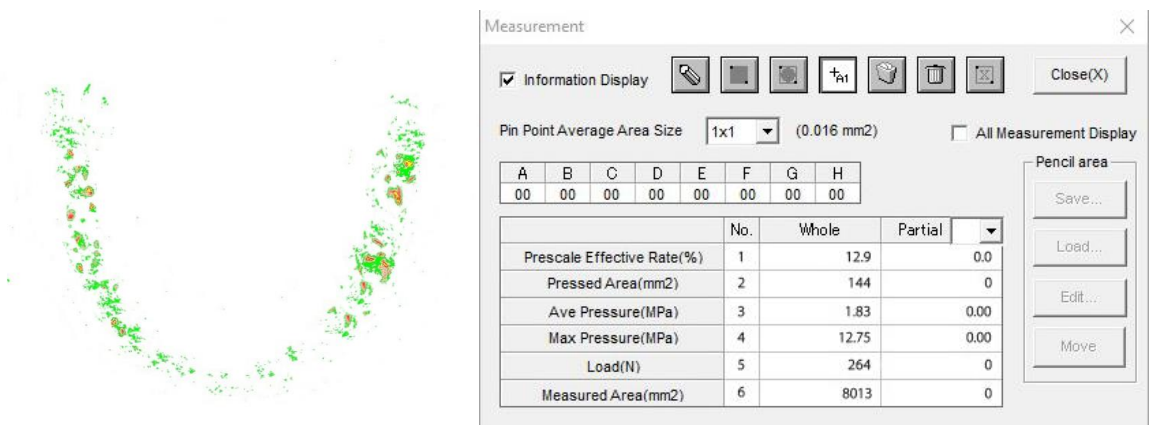 Measurement
Information Display
+A1
X
Close(X)
Pin Point Average Area Size 1x1 (0.016 mm2) All Measurement Display
A B C D E F G H
00 00 00 00 00 00 00 00
No. Whole Partial
Prescale Effective Rate(%) 1 12.9 0.0
Pressed Area(mm2) 2 144 0
Ave Pressure(MPa) 3 1.83 0.00
Max Pressure(MPa) 4 12.75 0.00
Load(N) 5 264 0
Measured Area(mm2) 6 8013 0
Pencil area
Save...
Load...
Edit...
Move